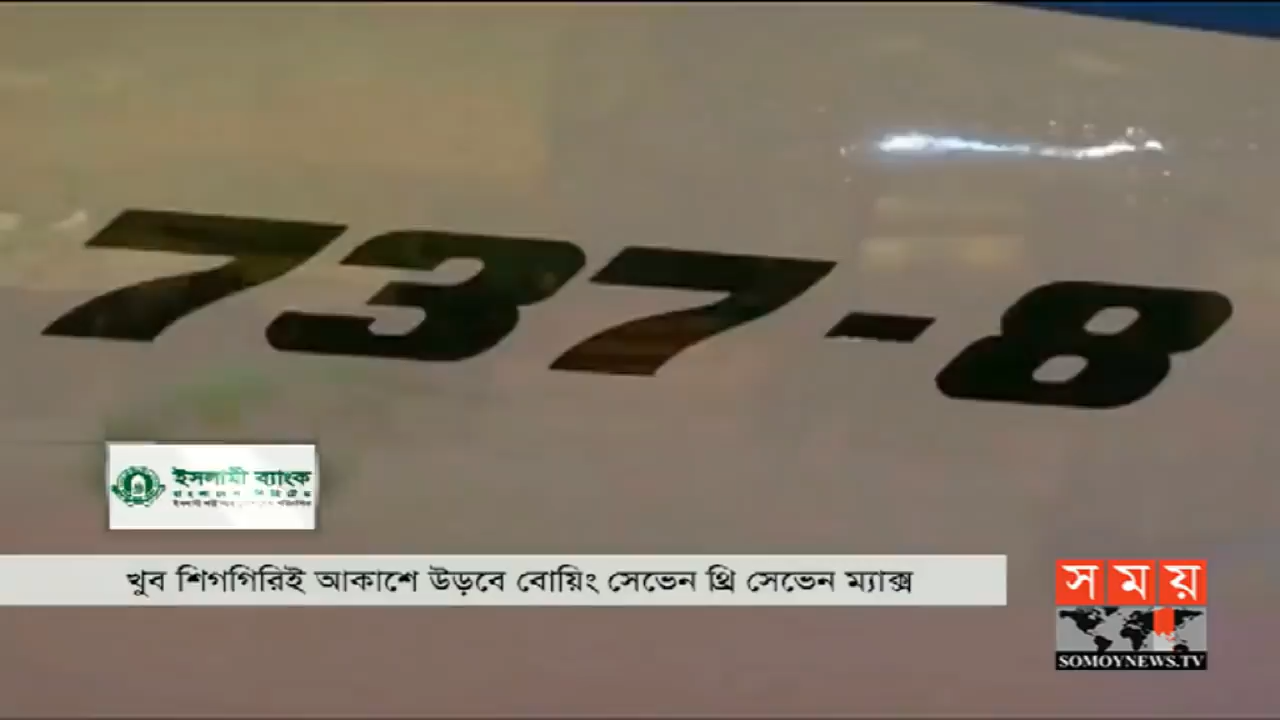 737-8
ইসলামী ব্যাংক
খুব শিগগিরিই আকাশে উড়বে বোয়িং সেভেন থ্রি সেভেন ম্যাক্স
সময়
SOMOYNEWS.TV